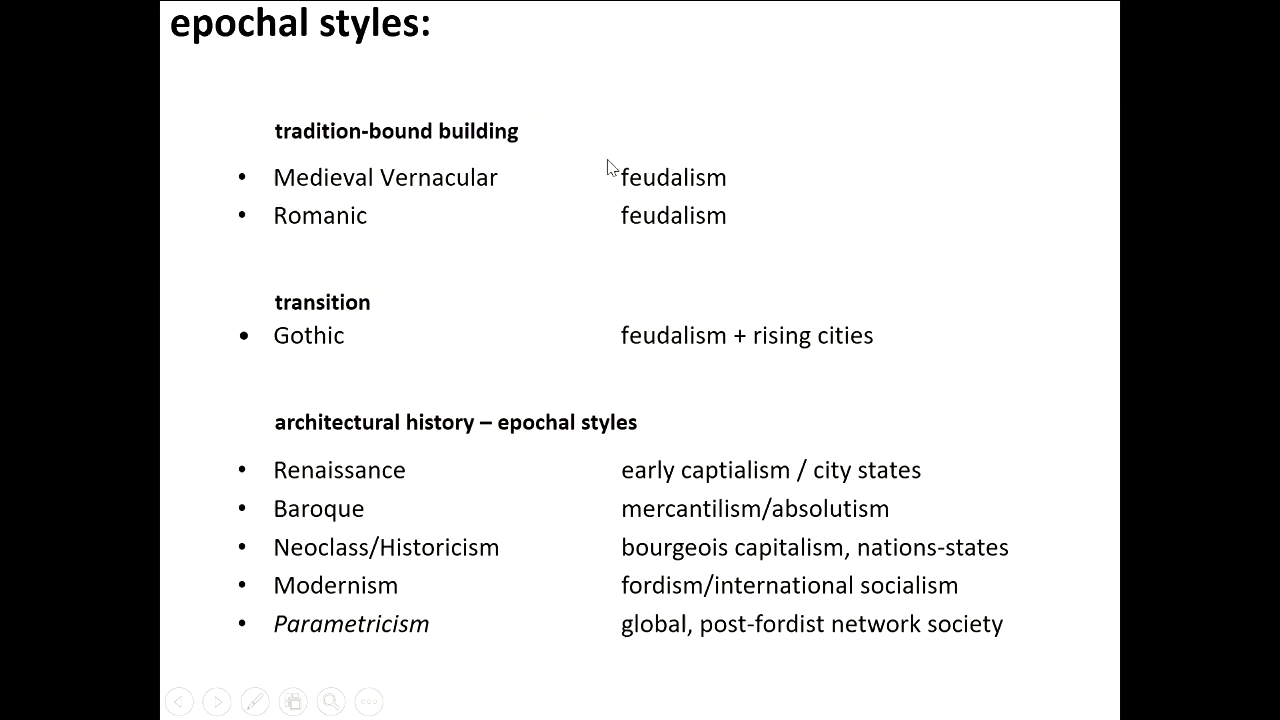 epochal styles:
tradition-bound building
• Medieval Vernacular feudalism
• Romanic feudalism
transition
• Gothic feudalism + rising cities
architectural history – epochal styles
• Renaissance early captialism / city states
• Baroque mercantilism/absolutism
• Neoclass/Historicism bourgeois capitalism, nations-states
• Modernism fordism/international socialism
• Parametricism global, post-fordist network society